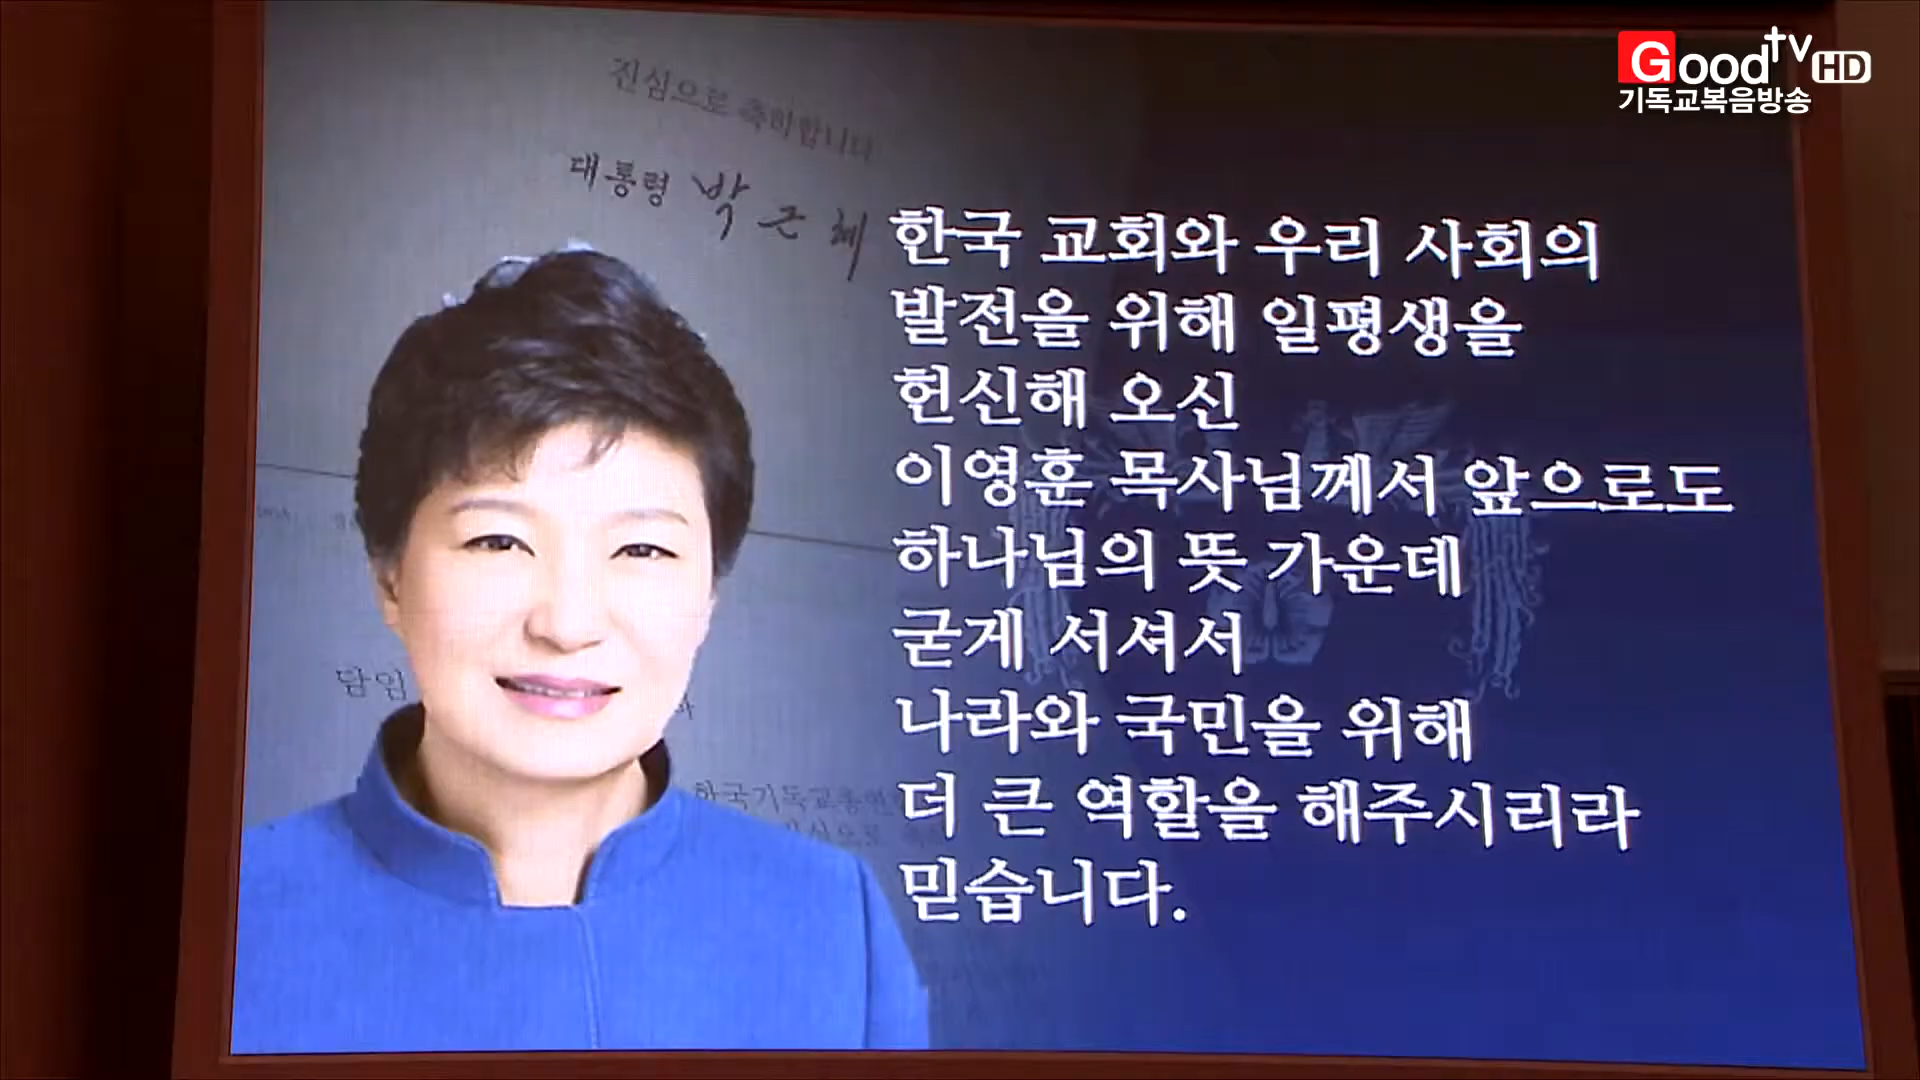 Good tv HD
기독교복음방송
진심으로 축하합니다
대통령 박근혜
한국 교회와 우리 사회의
발전을 위해 일평생을
헌신해 오신
이영훈 목사님께서 앞으로도
하나님의 뜻 가운데
굳게 서셔서
나라와 국민을 위해
더 큰 역할을 해주시리라
믿습니다.
담임